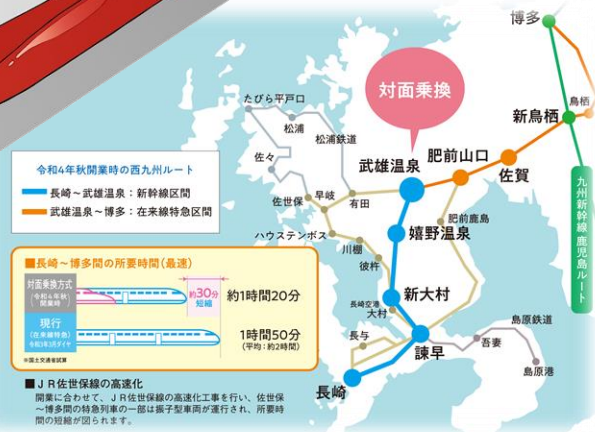 博多
対面乗換
新鳥栖
鳥栖
たびら平戸口
松浦
松浦鉄道
令和4年秋開業時の西九州ルート
長崎～武雄温泉：新幹線区間
武雄温泉～博多：在来線特急区間
佐々
武雄温泉
肥前山口
佐賀
佐世保
早岐
有田
九州新幹線 鹿児島ルート
ハウステンボス
肥前鹿島
嬉野温泉
川棚
彼杵
■長崎～博多間の所要時間（最速）
対面乗換方式
（令和4年秋
開業時）
約30分
短縮
約1時間20分
現行
（在来線特急）
令和3年3月ダイヤ
1時間50分
（平均：約2時間）
※国土交通省試算
新大村
長崎空港
大村
諫早
長与
長崎
島原鉄道
吾妻
島原港
■ＪＲ佐世保線の高速化
開業に合わせて、ＪＲ佐世保線の高速化工事を行い、佐世保
～博多間の特急列車の一部は振子型車両が運行され、所要時
間の短縮が図られます。